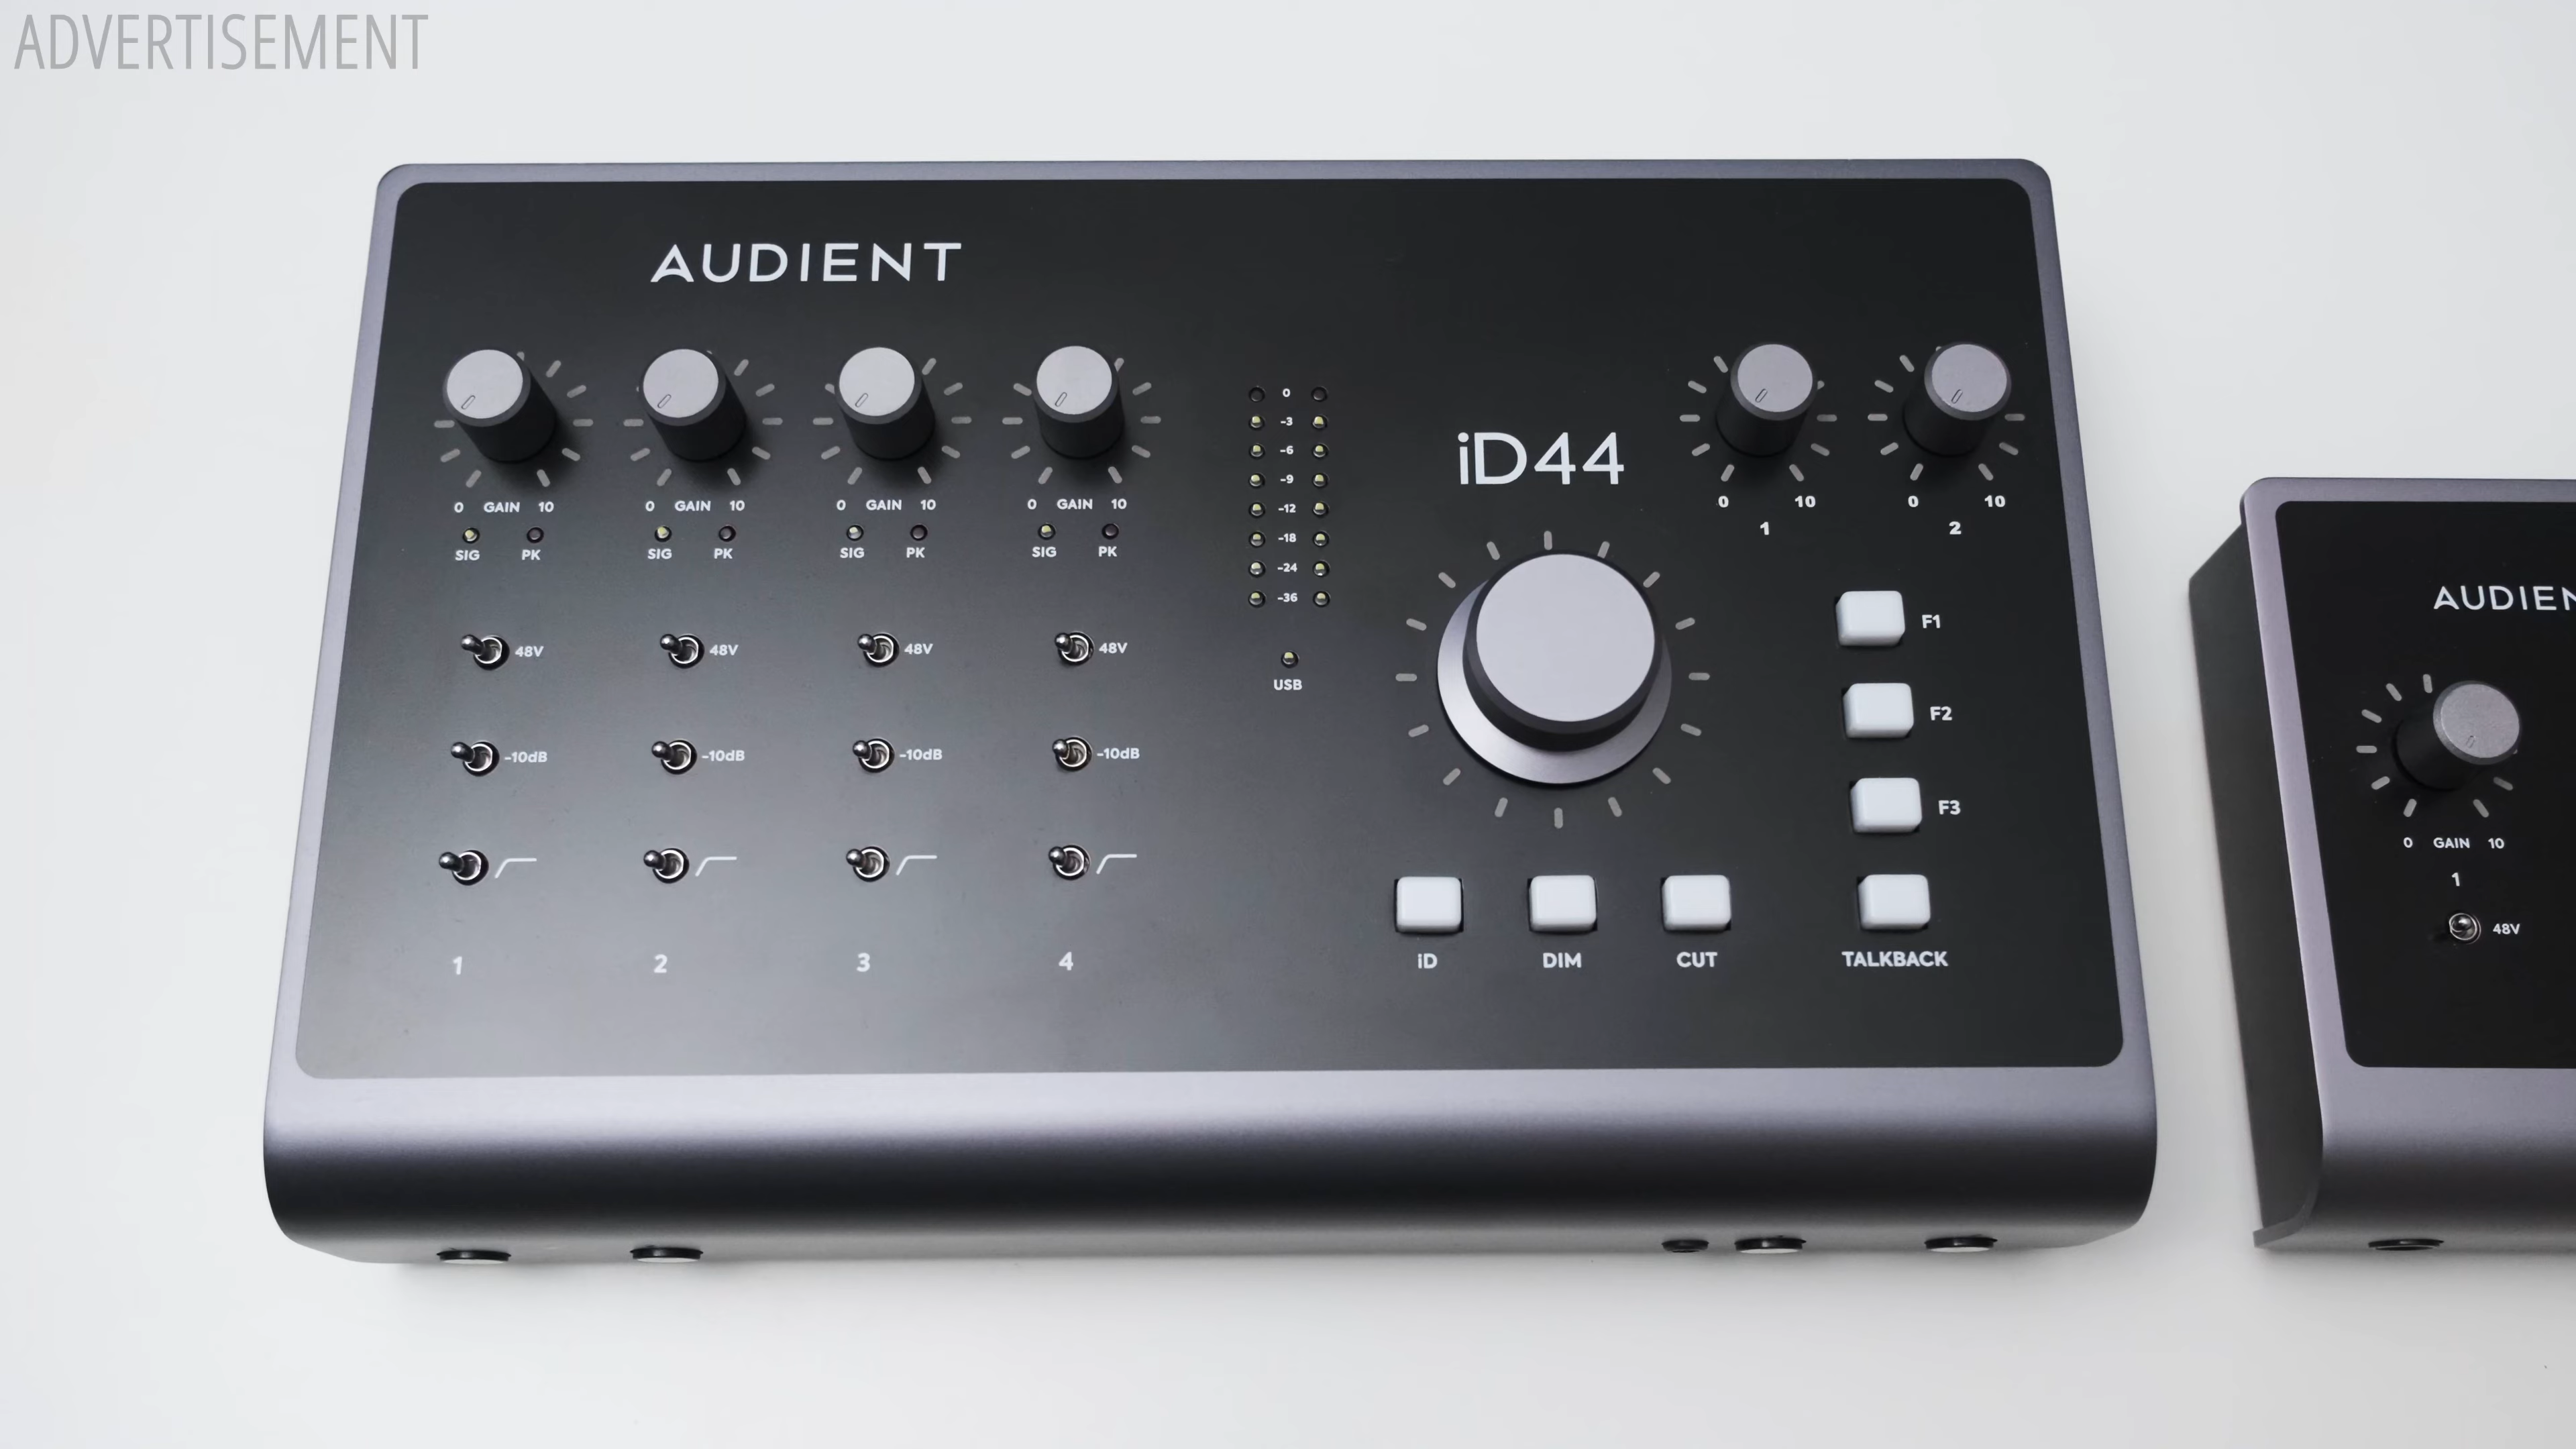 ADVERTISEMENT
AUDIENT
iD44
0 GAIN 10
0 GAIN 10
0 GAIN 10
0 GAIN 10
SIG PK
SIG PK
SIG PK
SIG PK
48V
48V
48V
48V
-10dB
-10dB
-10dB
-10dB
1
2
3
4
0
-3
-6
-9
-12
-18
-24
-36
USB
0 10
1
0 10
2
F1
F2
F3
iD
DIM
CUT
TALKBACK
AUDIEN
0 GAIN 10
1
48V